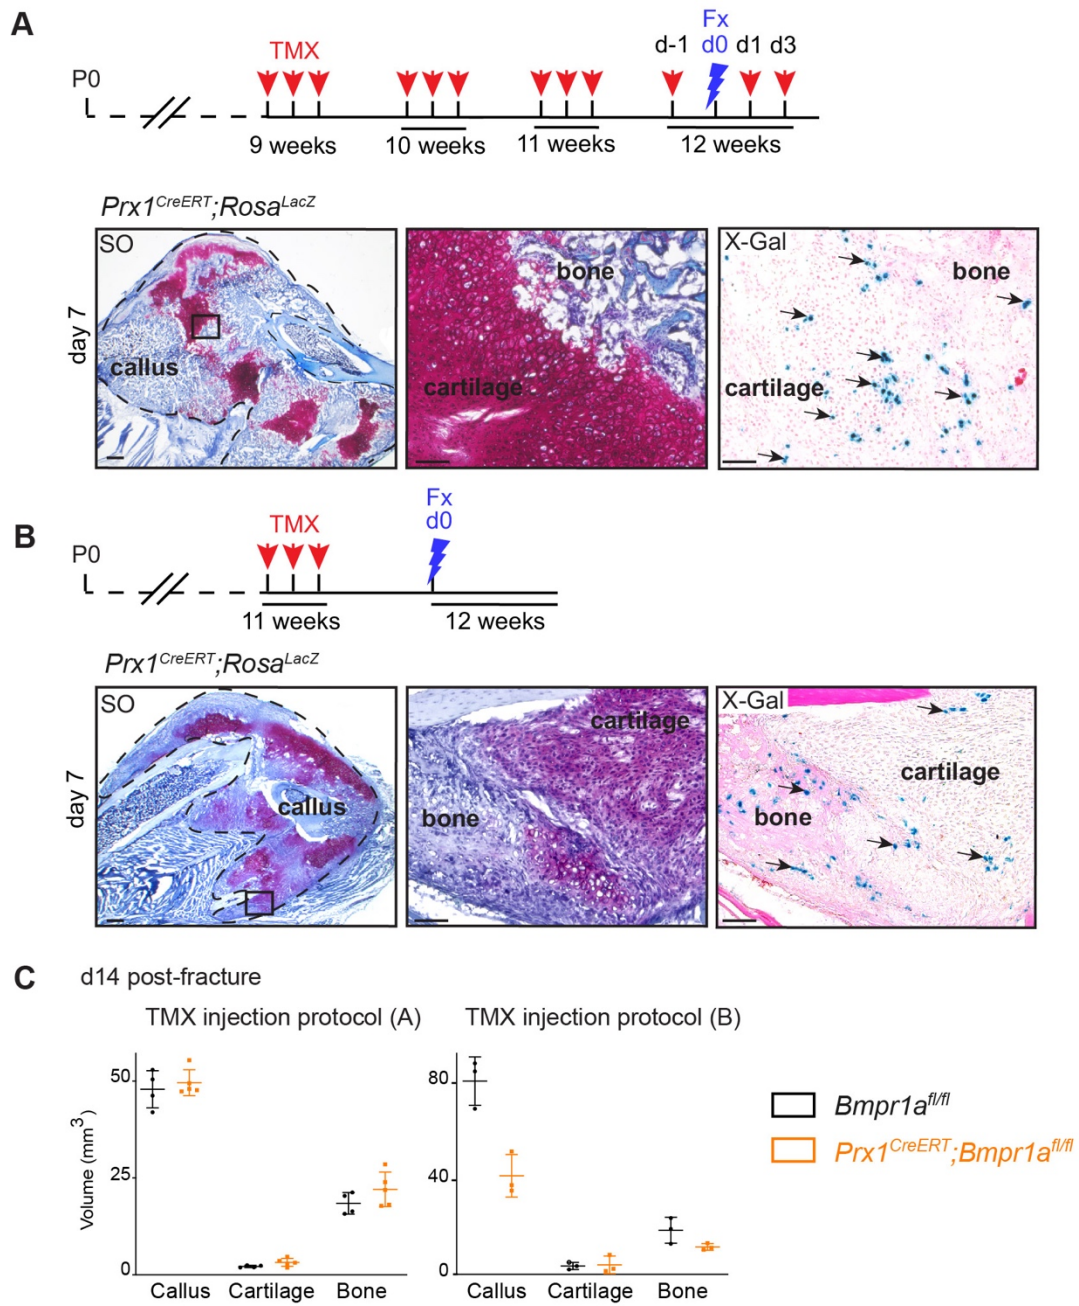 A
Fx
TMX d-1 d0 d1 d3
P0
9 weeks 10 weeks 11 weeks 12 weeks
Prx1CreERT;RosaLacZ
day 7
SO
callus
bone
cartilage
X-Gal
bone
cartilage
B
Fx
TMX d0
P0
11 weeks 12 weeks
Prx1CreERT;RosaLacZ
day 7
SO
callus
cartilage
bone
X-Gal
cartilage
bone
C d14 post-fracture
TMX injection protocol (A) TMX injection protocol (B)
Volume (mm3)
50
25
0
Callus Cartilage Bone
80
40
0
Callus Cartilage Bone
Bmpr1afl/fl
Prx1CreERT;Bmpr1afl/fl